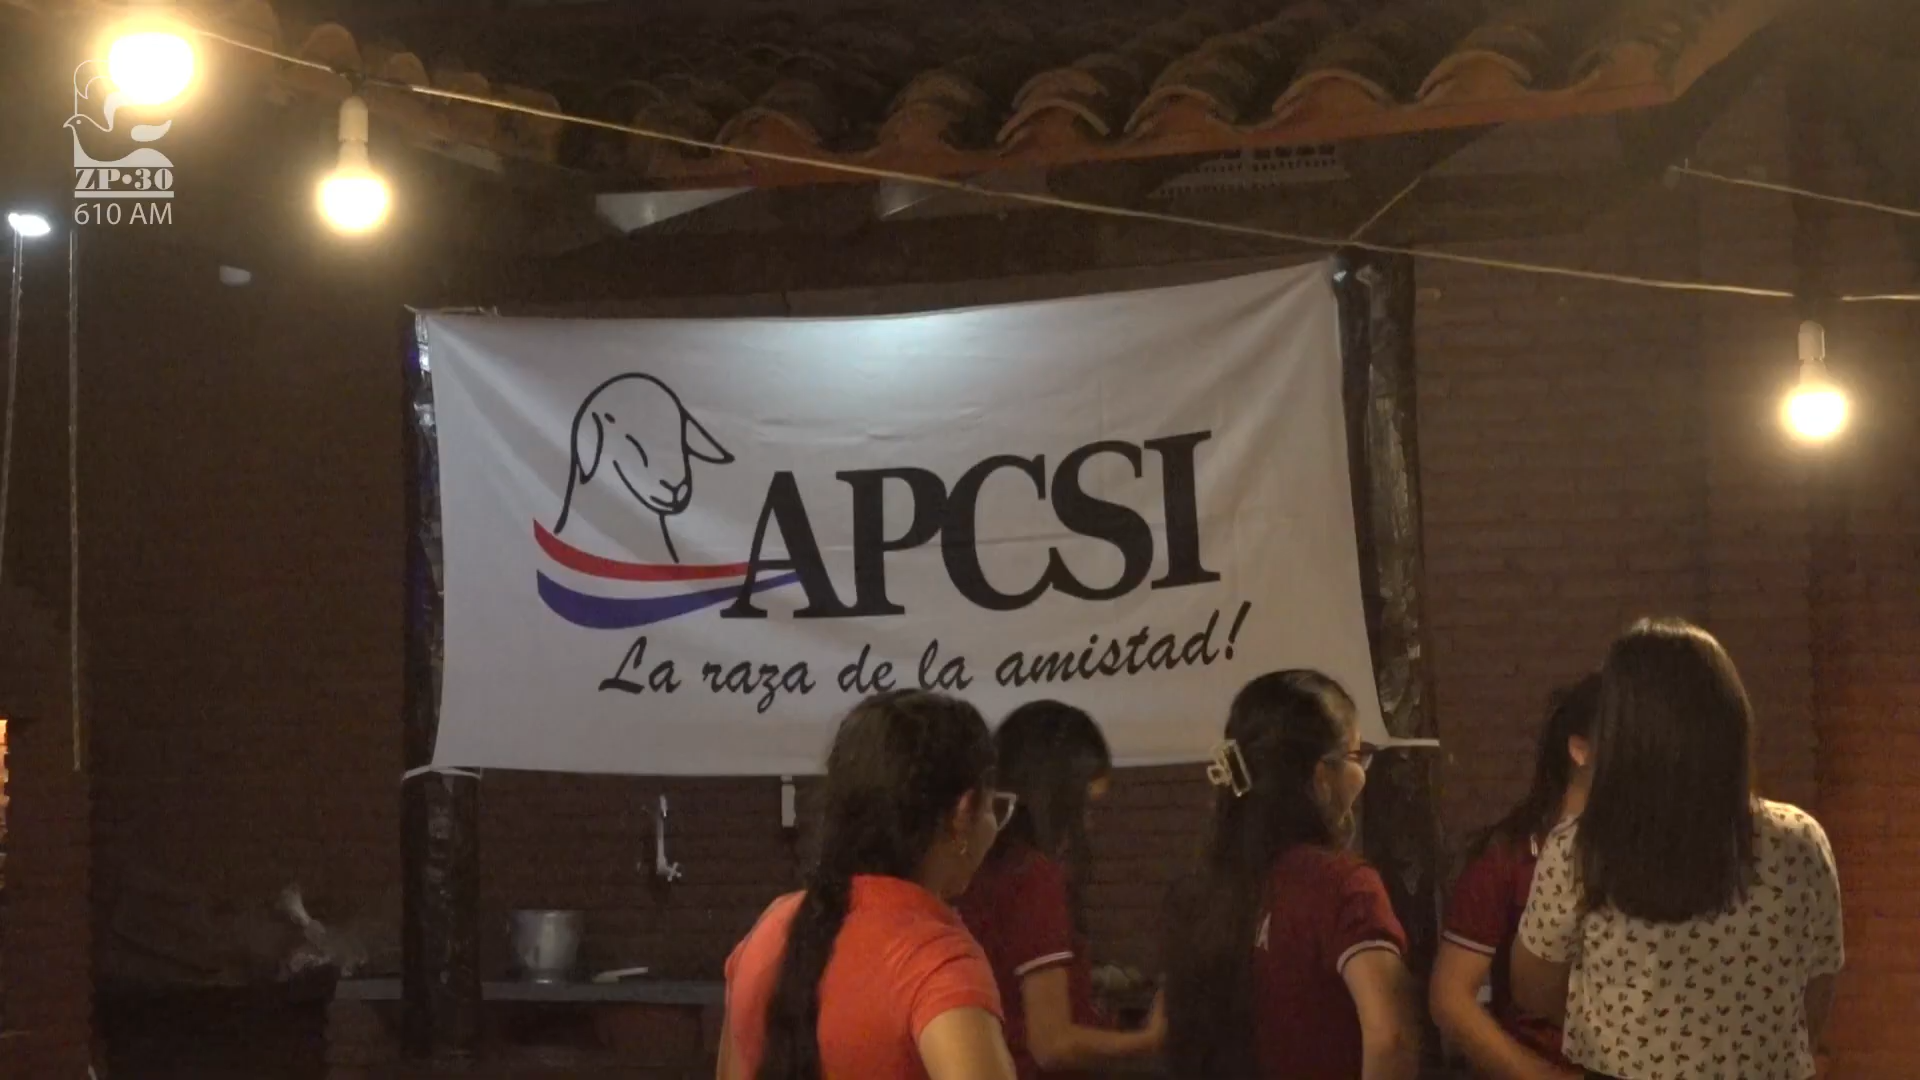 ZP•30
610 AM
APCSI
La raza de la amistad!
A